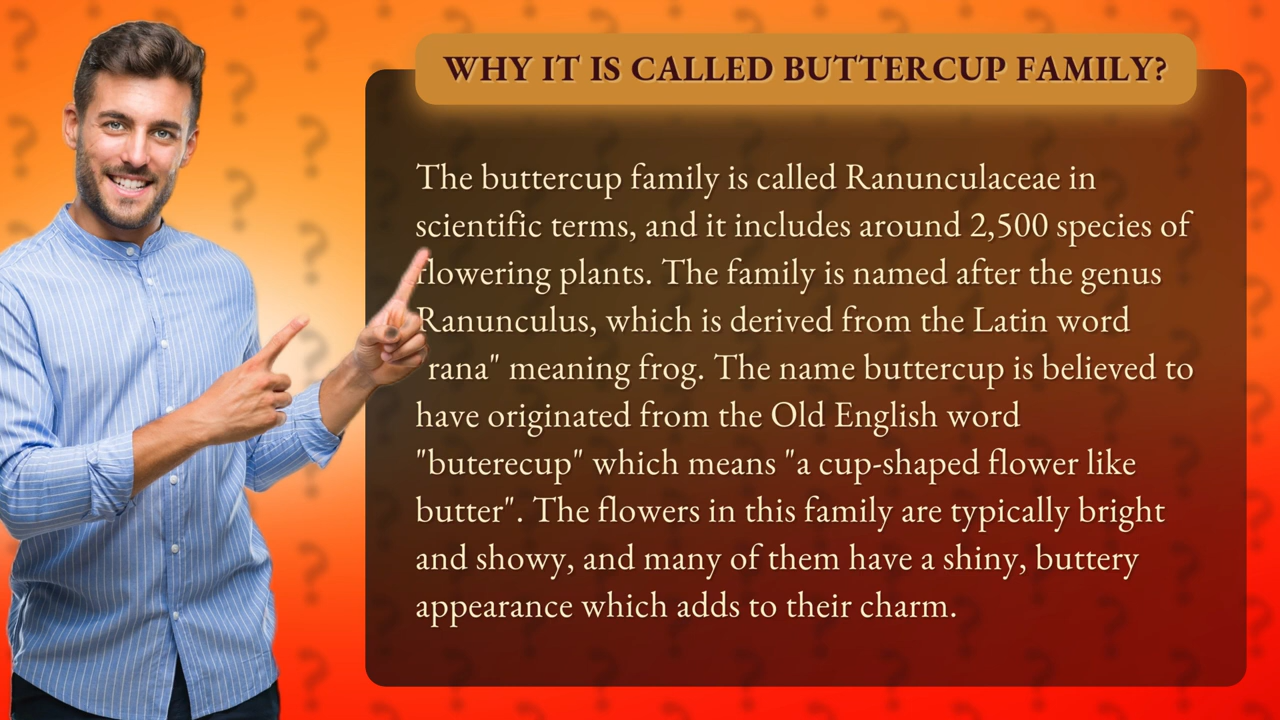 WHY IT IS CALLED BUTTERCUP FAMILY?
The buttercup family is called Ranunculaceae in
scientific terms, and it includes around 2,500 species of
flowering plants. The family is named after the genus
Ranunculus, which is derived from the Latin word
"rana" meaning frog. The name buttercup is believed to
have originated from the Old English word
"buterecup" which means "a cup-shaped flower like
butter". The flowers in this family are typically bright
and showy, and many of them have a shiny, buttery
appearance which adds to their charm.